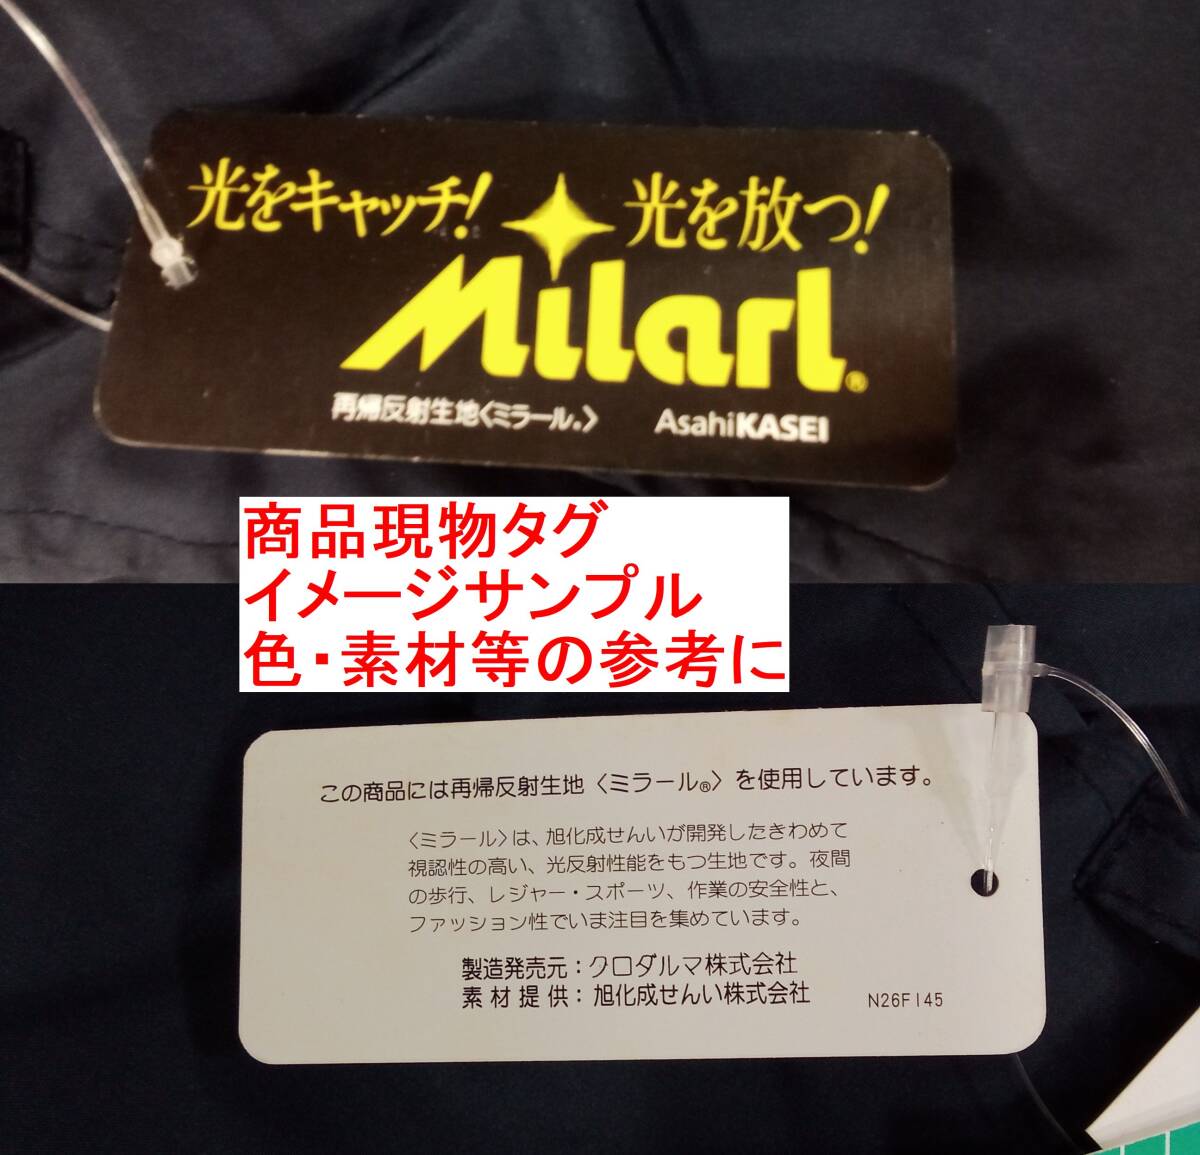 光をキャッチ! 光を放つ!
Milarl®
再帰反射生地〈ミラール®〉 AsahiKASEI
商品現物タグ
イメージサンプル
色・素材等の参考に
この商品には再帰反射生地〈ミラール®〉を使用しています。
〈ミラール〉は、旭化成せんいが開発したきわめて
視認性の高い、光反射性能をもつ生地です。夜間
の歩行、レジャー・スポーツ、作業の安全性と、
ファッション性でいま注目を集めています。
製造発売元：クロダルマ株式会社
素材提供：旭化成せんい株式会社 N26F145